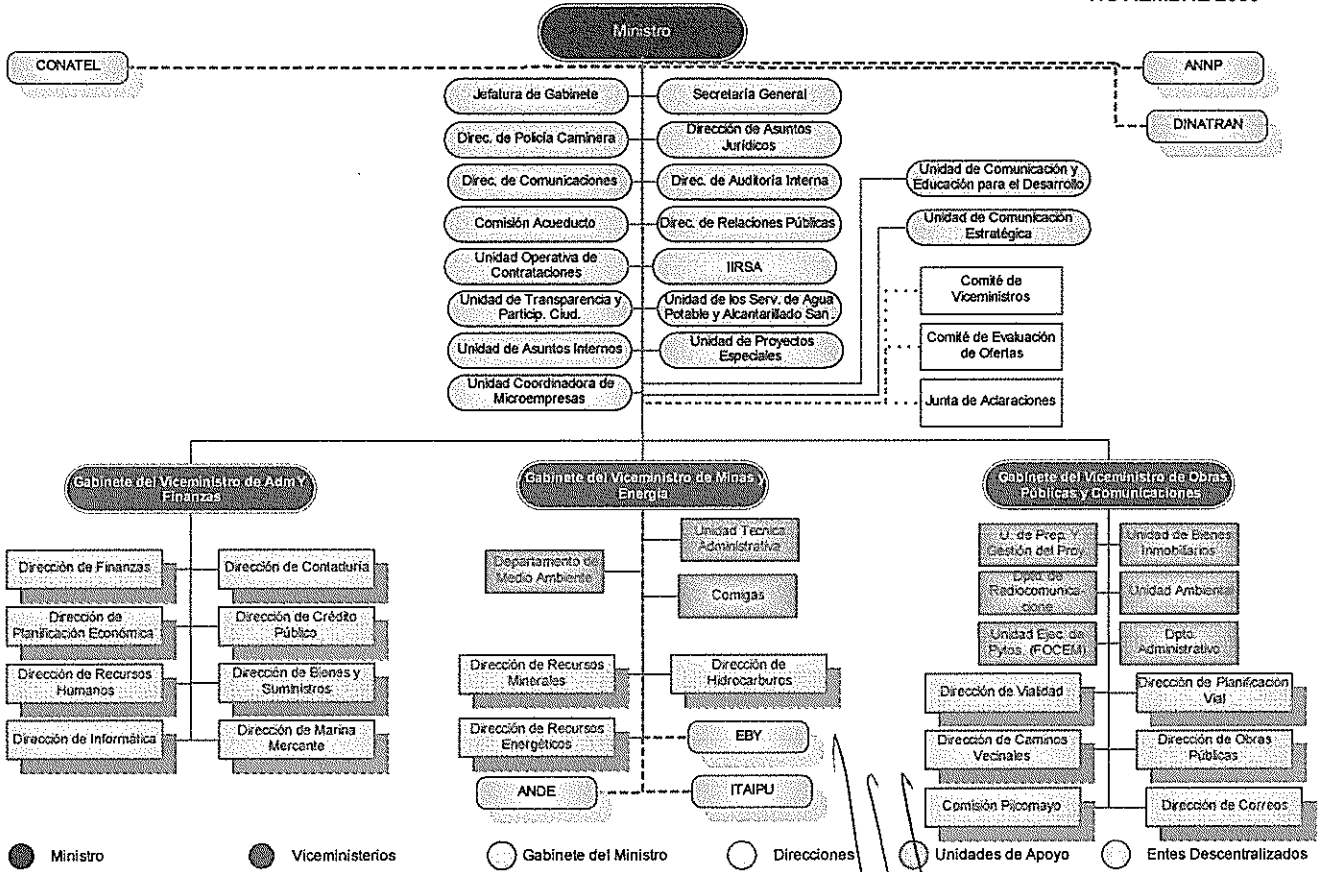 Ministro
CONATEL
ANNP
DINATRAN
Jefatura de Gabinete
Secretaría General
Direc. de Policía Caminera
Dirección de Asuntos
Jurídicos
Direc. de Comunicaciones
Direc. de Auditoría Interna
Comisión Acueducto
Direc. de Relaciones Públicas
Unidad Operativa de
Contrataciones
IIRSA
Unidad de Transparencia y
Particip. Ciud.
Unidad de los Serv. de Agua
Potable y Alcantarillado San.
Unidad de Asuntos Internos
Unidad de Proyectos
Especiales
Unidad Coordinadora de
Microempresas
Unidad de Comunicación y
Educación para el Desarrollo
Unidad de Comunicación
Estratégica
Comité de
Viceministros
Comité de Evaluación
de Ofertas
Junta de Aclaraciones
Gabinete del Viceministro de Adm Y
Finanzas
Dirección de Finanzas
Dirección de Contaduría
Dirección de
Planificación Económica
Dirección de Crédito
Público
Dirección de Recursos
Humanos
Dirección de Bienes y
Suministros
Dirección de Informática
Dirección de Marina
Mercante
Gabinete del Viceministro de Minas y
Energía
Unidad Técnica
Administrativa
Departamento de
Medio Ambiente
Comigas
Dirección de Recursos
Minerales
Dirección de
Hidrocarburos
Dirección de Recursos
Energéticos
EBY
ANDE
ITAIPU
Gabinete del Viceministro de Obras
Públicas y Comunicaciones
U. de Prep. Y
Gestión del Proy.
Unidad de Bienes
Inmobiliarios
Dpto. de
Radiocomunica-
cione
Unidad Ambiental
Unidad Ejec. de
Pytos. (FOCEM)
Dpto.
Administrativo
Dirección de Vialidad
Dirección de Planificación
Vial
Dirección de Caminos
Vecinales
Dirección de Obras
Públicas
Comisión Pilcomayo
Dirección de Correos
Ministro
Viceministerios
Gabinete del Ministro
Direcciones
Unidades de Apoyo
Entes Descentralizados